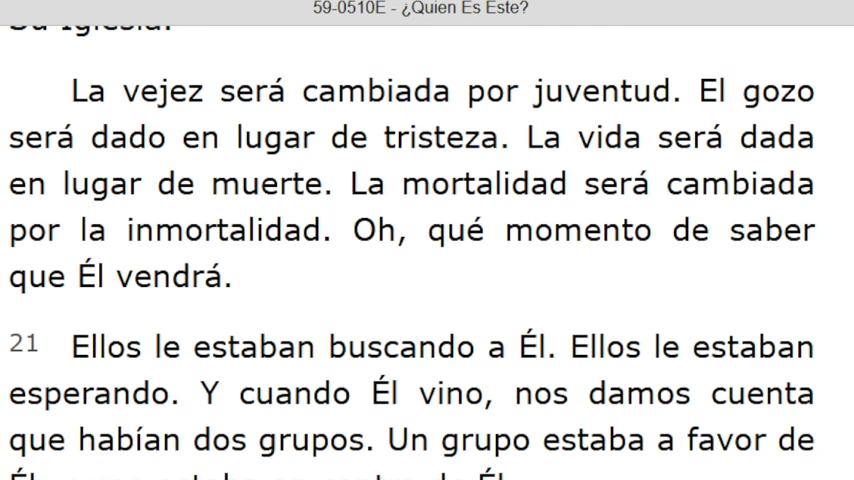 59-0510E - ¿Quien Es Este?
Su Iglesia.
La vejez será cambiada por juventud. El gozo
será dado en lugar de tristeza. La vida será dada
en lugar de muerte. La mortalidad será cambiada
por la inmortalidad. Oh, qué momento de saber
que Él vendrá.
21 Ellos le estaban buscando a Él. Ellos le estaban
esperando. Y cuando Él vino, nos damos cuenta
que habían dos grupos. Un grupo estaba a favor de
Él